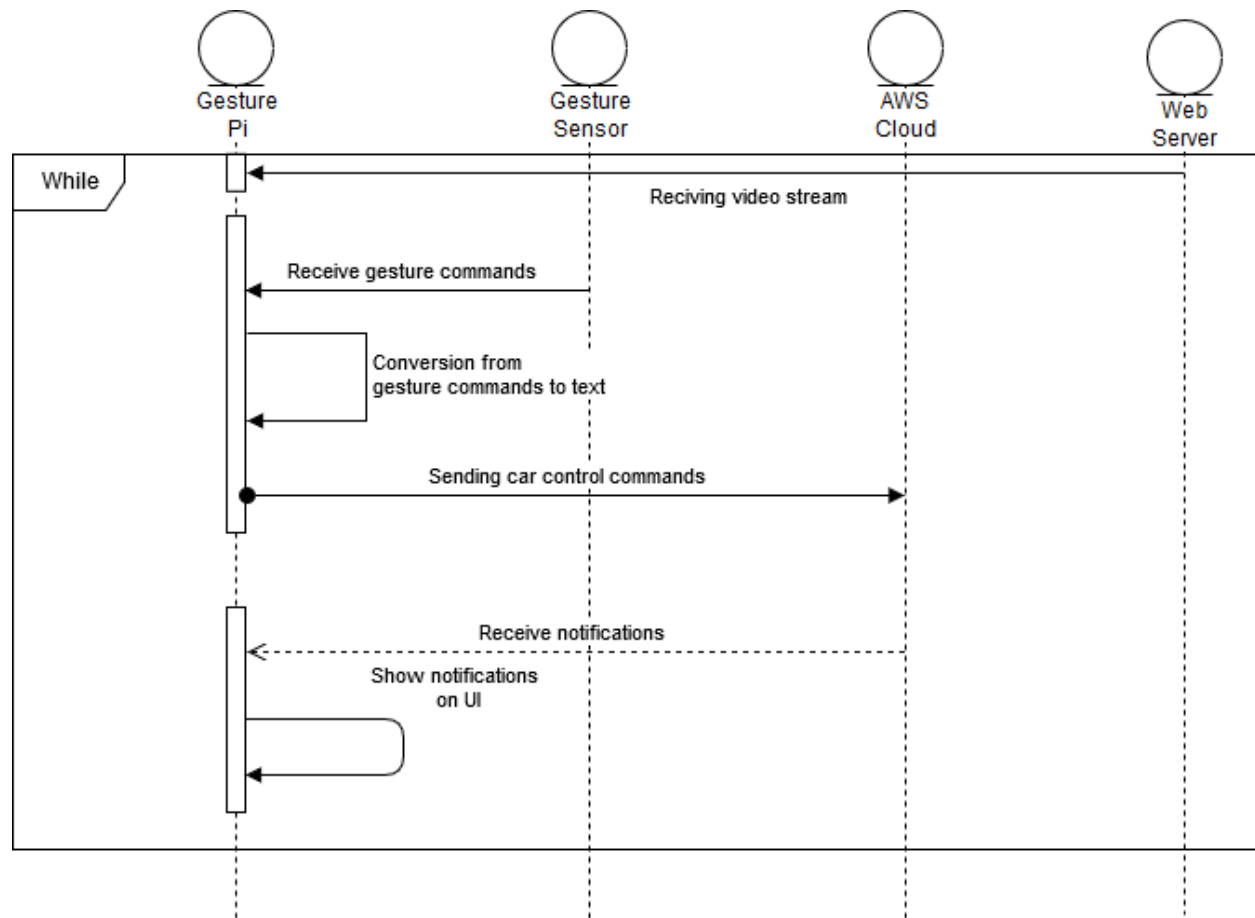 Gesture
Pi
Gesture
Sensor
AWS
Cloud
Web
Server
While
Reciving video stream
Receive gesture commands
Conversion from
gesture commands to text
Sending car control commands
Receive notifications
Show notifications
on UI